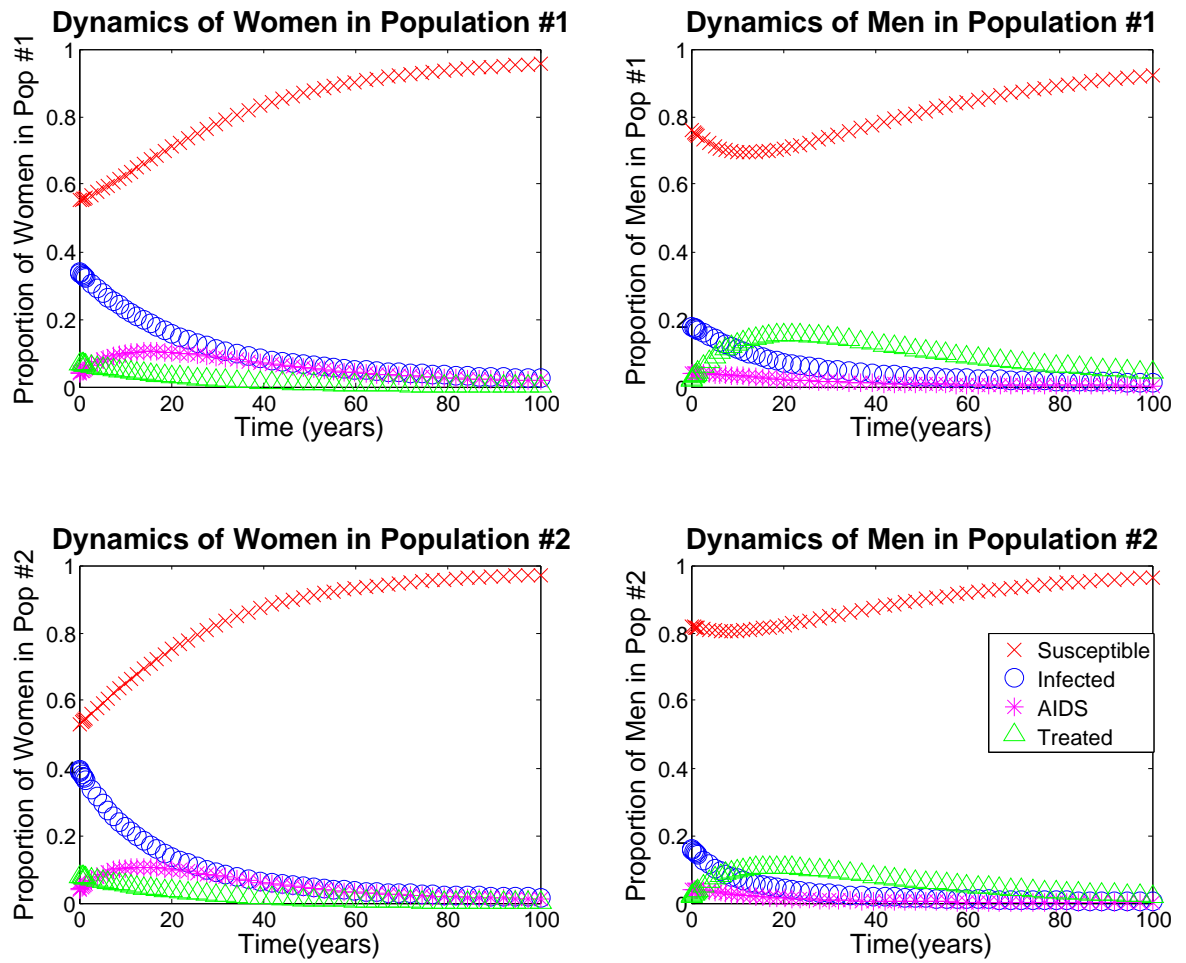 Dynamics of Women in Population #1
Proportion of Women in Pop #1
1
0.8
0.6
0.4
0.2
0
0 20 40 60 80 100
Time (years)
Dynamics of Men in Population #1
Proportion of Men in Pop #1
1
0.8
0.6
0.4
0.2
0
0 20 40 60 80 100
Time(years)
Dynamics of Women in Population #2
Proportion of Women in Pop #2
1
0.8
0.6
0.4
0.2
0
0 20 40 60 80 100
Time(years)
Dynamics of Men in Population #2
Proportion of Men in Pop #2
1
0.8
0.6
0.4
0.2
0
0 20 40 60 80 100
Time(years)
Susceptible
Infected
AIDS
Treated